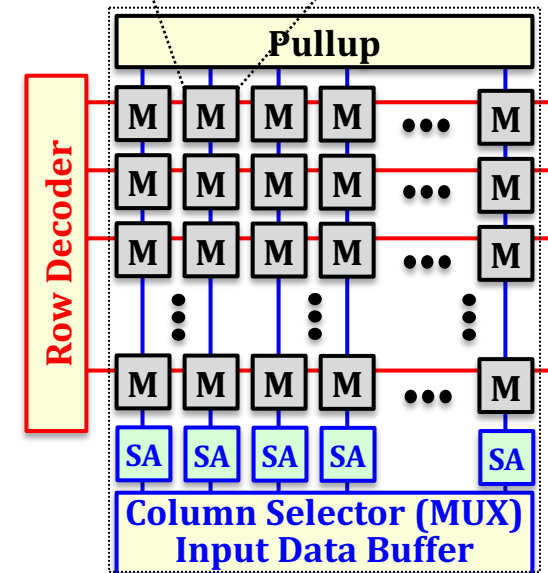 Pullup
Row Decoder
M M M M ••• M
M M M M ••• M
M M M M ••• M
M M M M ••• M
SA SA SA SA SA
Column Selector (MUX)
Input Data Buffer